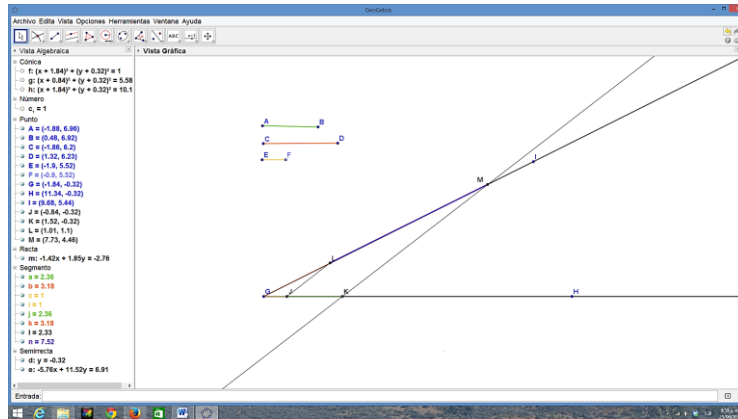 GeoGebra
Archivo Edita Vista Opciones Herramientas Ventana Ayuda
ABC
a=2
Vista Algebraica
Vista Gráfica
Cónica
f: (x + 1.84)² + (y + 0.32)² = 1
g: (x + 0.84)² + (y + 0.32)² = 5.58
h: (x + 1.84)² + (y + 0.32)² = 10.1
Número
c₁ = 1
Punto
A = (-1.88, 6.96)
B = (0.48, 6.92)
C = (-1.86, 6.2)
D = (1.32, 6.23)
E = (-1.9, 5.52)
F = (-0.9, 5.52)
G = (-1.84, -0.32)
H = (11.34, -0.32)
I = (9.68, 5.44)
J = (-0.84, -0.32)
K = (1.52, -0.32)
L = (1.01, 1.1)
M = (7.73, 4.46)
Recta
m: -1.42x + 1.85y = -2.76
Segmento
a = 2.36
b = 3.18
c = 1
i = 1
j = 2.36
k = 3.18
l = 2.33
n = 7.52
Semirrecta
d: y = -0.32
e: -5.76x + 11.52y = 6.91
A B
C D
E F
I
M
L
G J K H
Entrada:
W